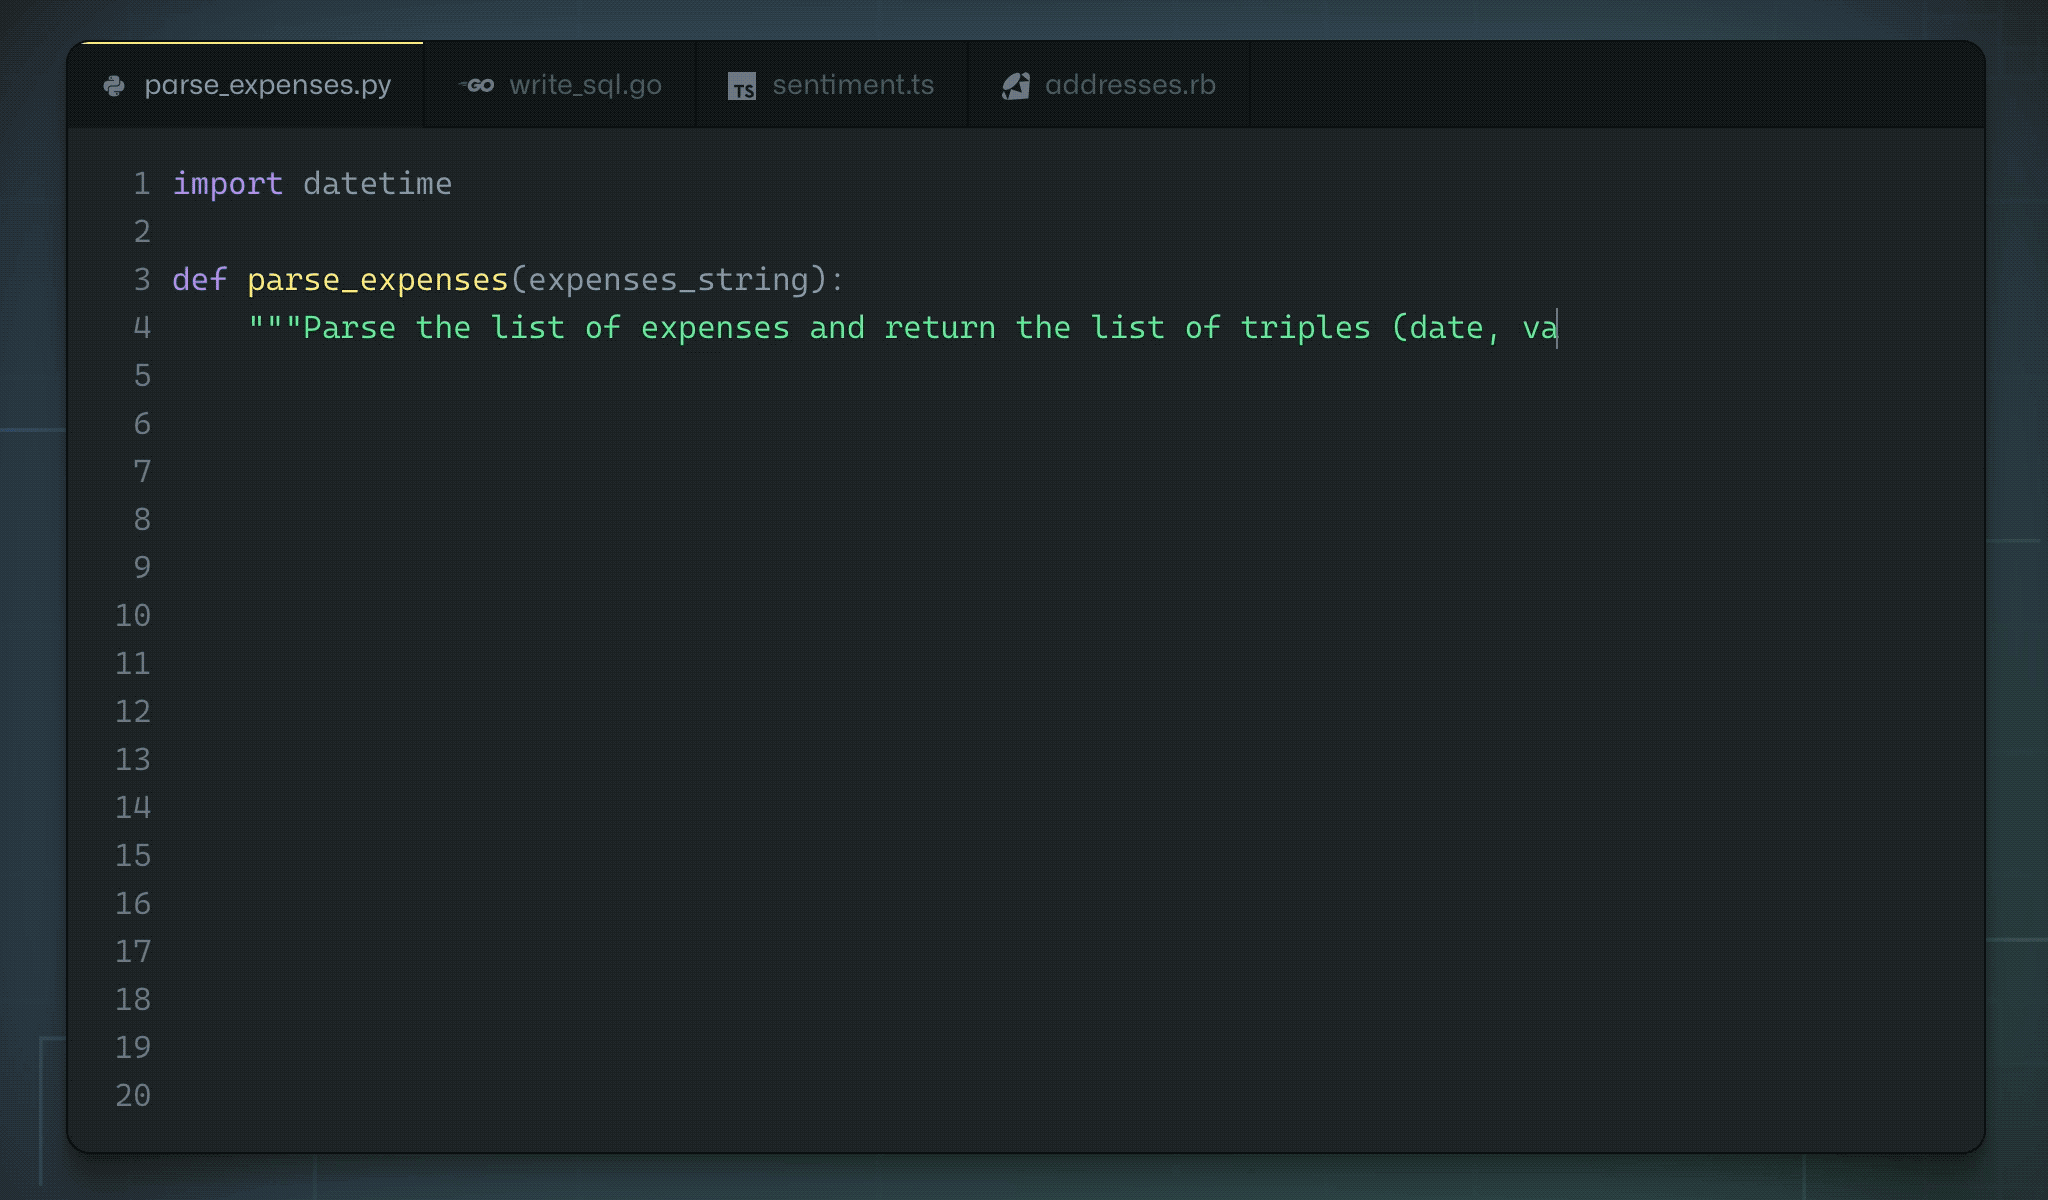 parse_expenses.py
GO write_sql.go
TS sentiment.ts
addresses.rb
1 import datetime
2
3 def parse_expenses(expenses_string):
4     """Parse the list of expenses and return the list of triples (date, va
5
6
7
8
9
10
11
12
13
14
15
16
17
18
19
20